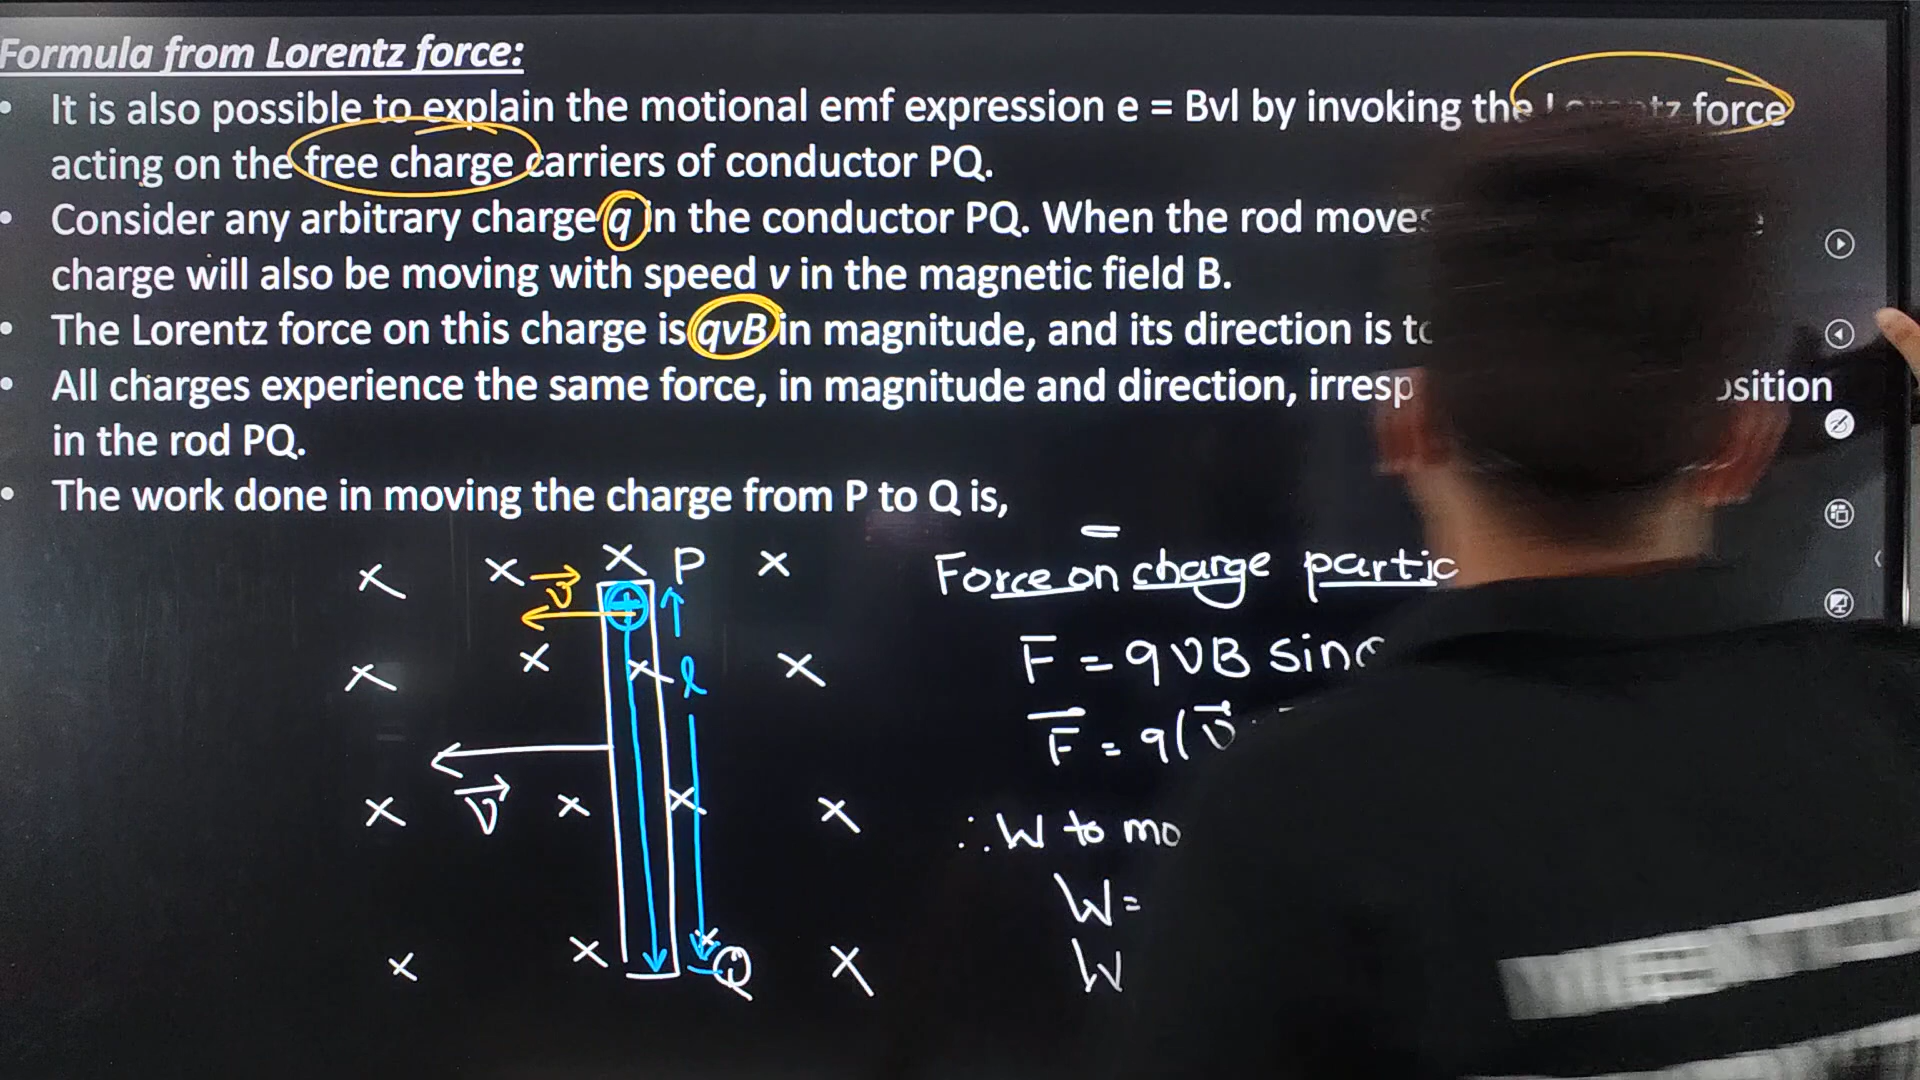 Formula from Lorentz force:
• It is also possible to explain the motional emf expression e = Bvl by invoking the Lorentz force
acting on the free charge carriers of conductor PQ.
• Consider any arbitrary charge q in the conductor PQ. When the rod moves
charge will also be moving with speed v in the magnetic field B.
• The Lorentz force on this charge is qvB in magnitude, and its direction is
• All charges experience the same force, in magnitude and direction,
in the rod PQ.
• The work done in moving the charge from P to Q is,
× × × P ×
v
+
× × × l ×
v
× × × ×
× × × Q ×
Force on charge
F = qvB
F = q(v
∴ W to
W =
W